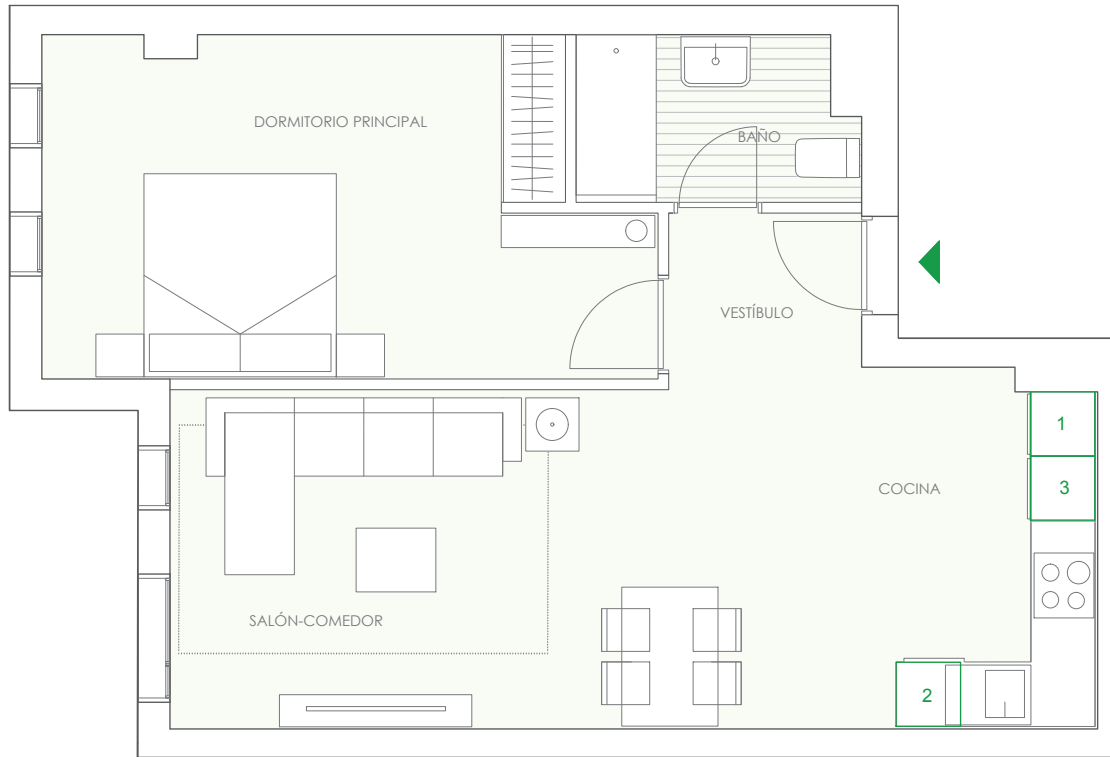 DORMITORIO PRINCIPAL
BAÑO
VESTÍBULO
1
COCINA
3
SALÓN-COMEDOR
2